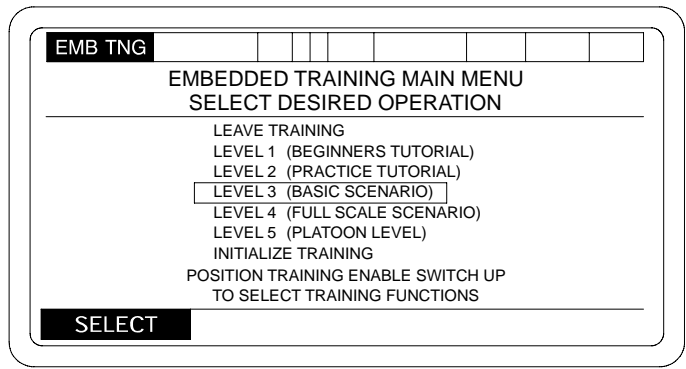 EMB TNG
EMBEDDED TRAINING MAIN MENU
SELECT DESIRED OPERATION
LEAVE TRAINING
LEVEL 1 (BEGINNERS TUTORIAL)
LEVEL 2 (PRACTICE TUTORIAL)
LEVEL 3 (BASIC SCENARIO)
LEVEL 4 (FULL SCALE SCENARIO)
LEVEL 5 (PLATOON LEVEL)
INITIALIZE TRAINING
POSITION TRAINING ENABLE SWITCH UP
TO SELECT TRAINING FUNCTIONS
SELECT